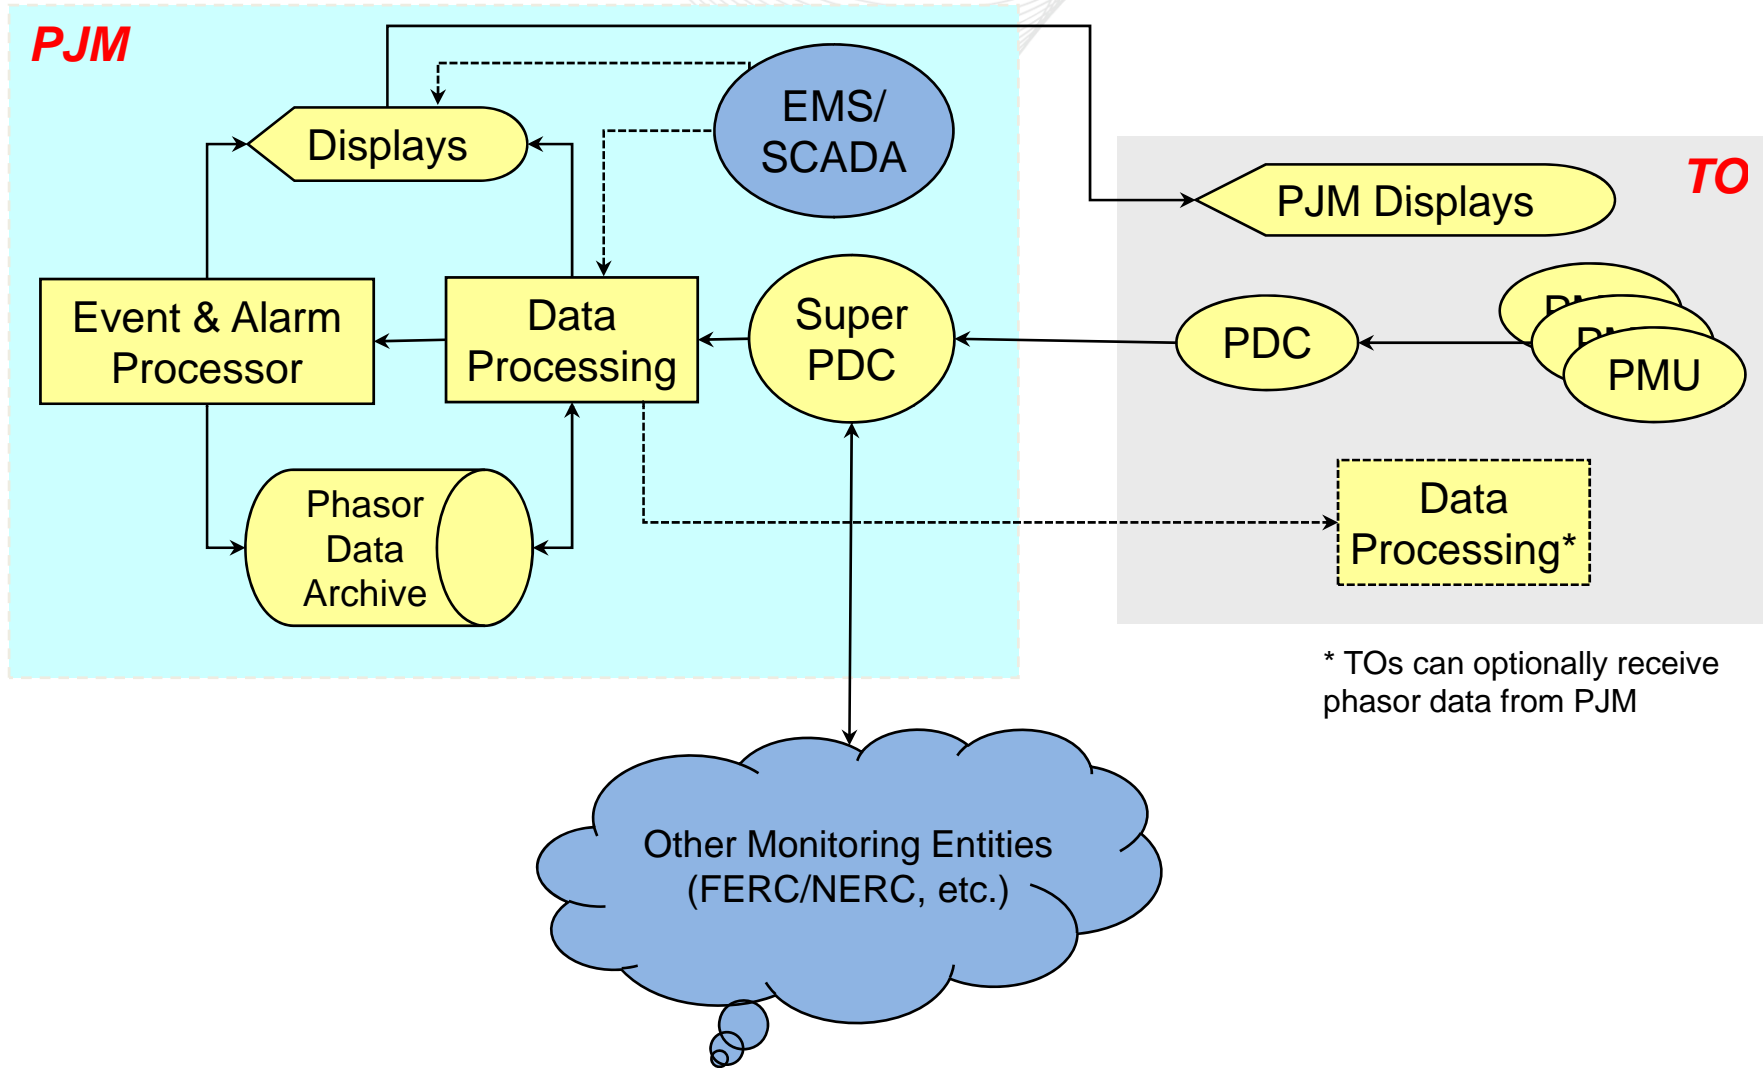 PJM
Displays
EMS/
SCADA
TO
PJM Displays
Event & Alarm
Processor
Data
Processing
Super
PDC
PDC
PMU
Phasor
Data
Archive
Data
Processing*
* TOs can optionally receive
phasor data from PJM
Other Monitoring Entities
(FERC/NERC, etc.)